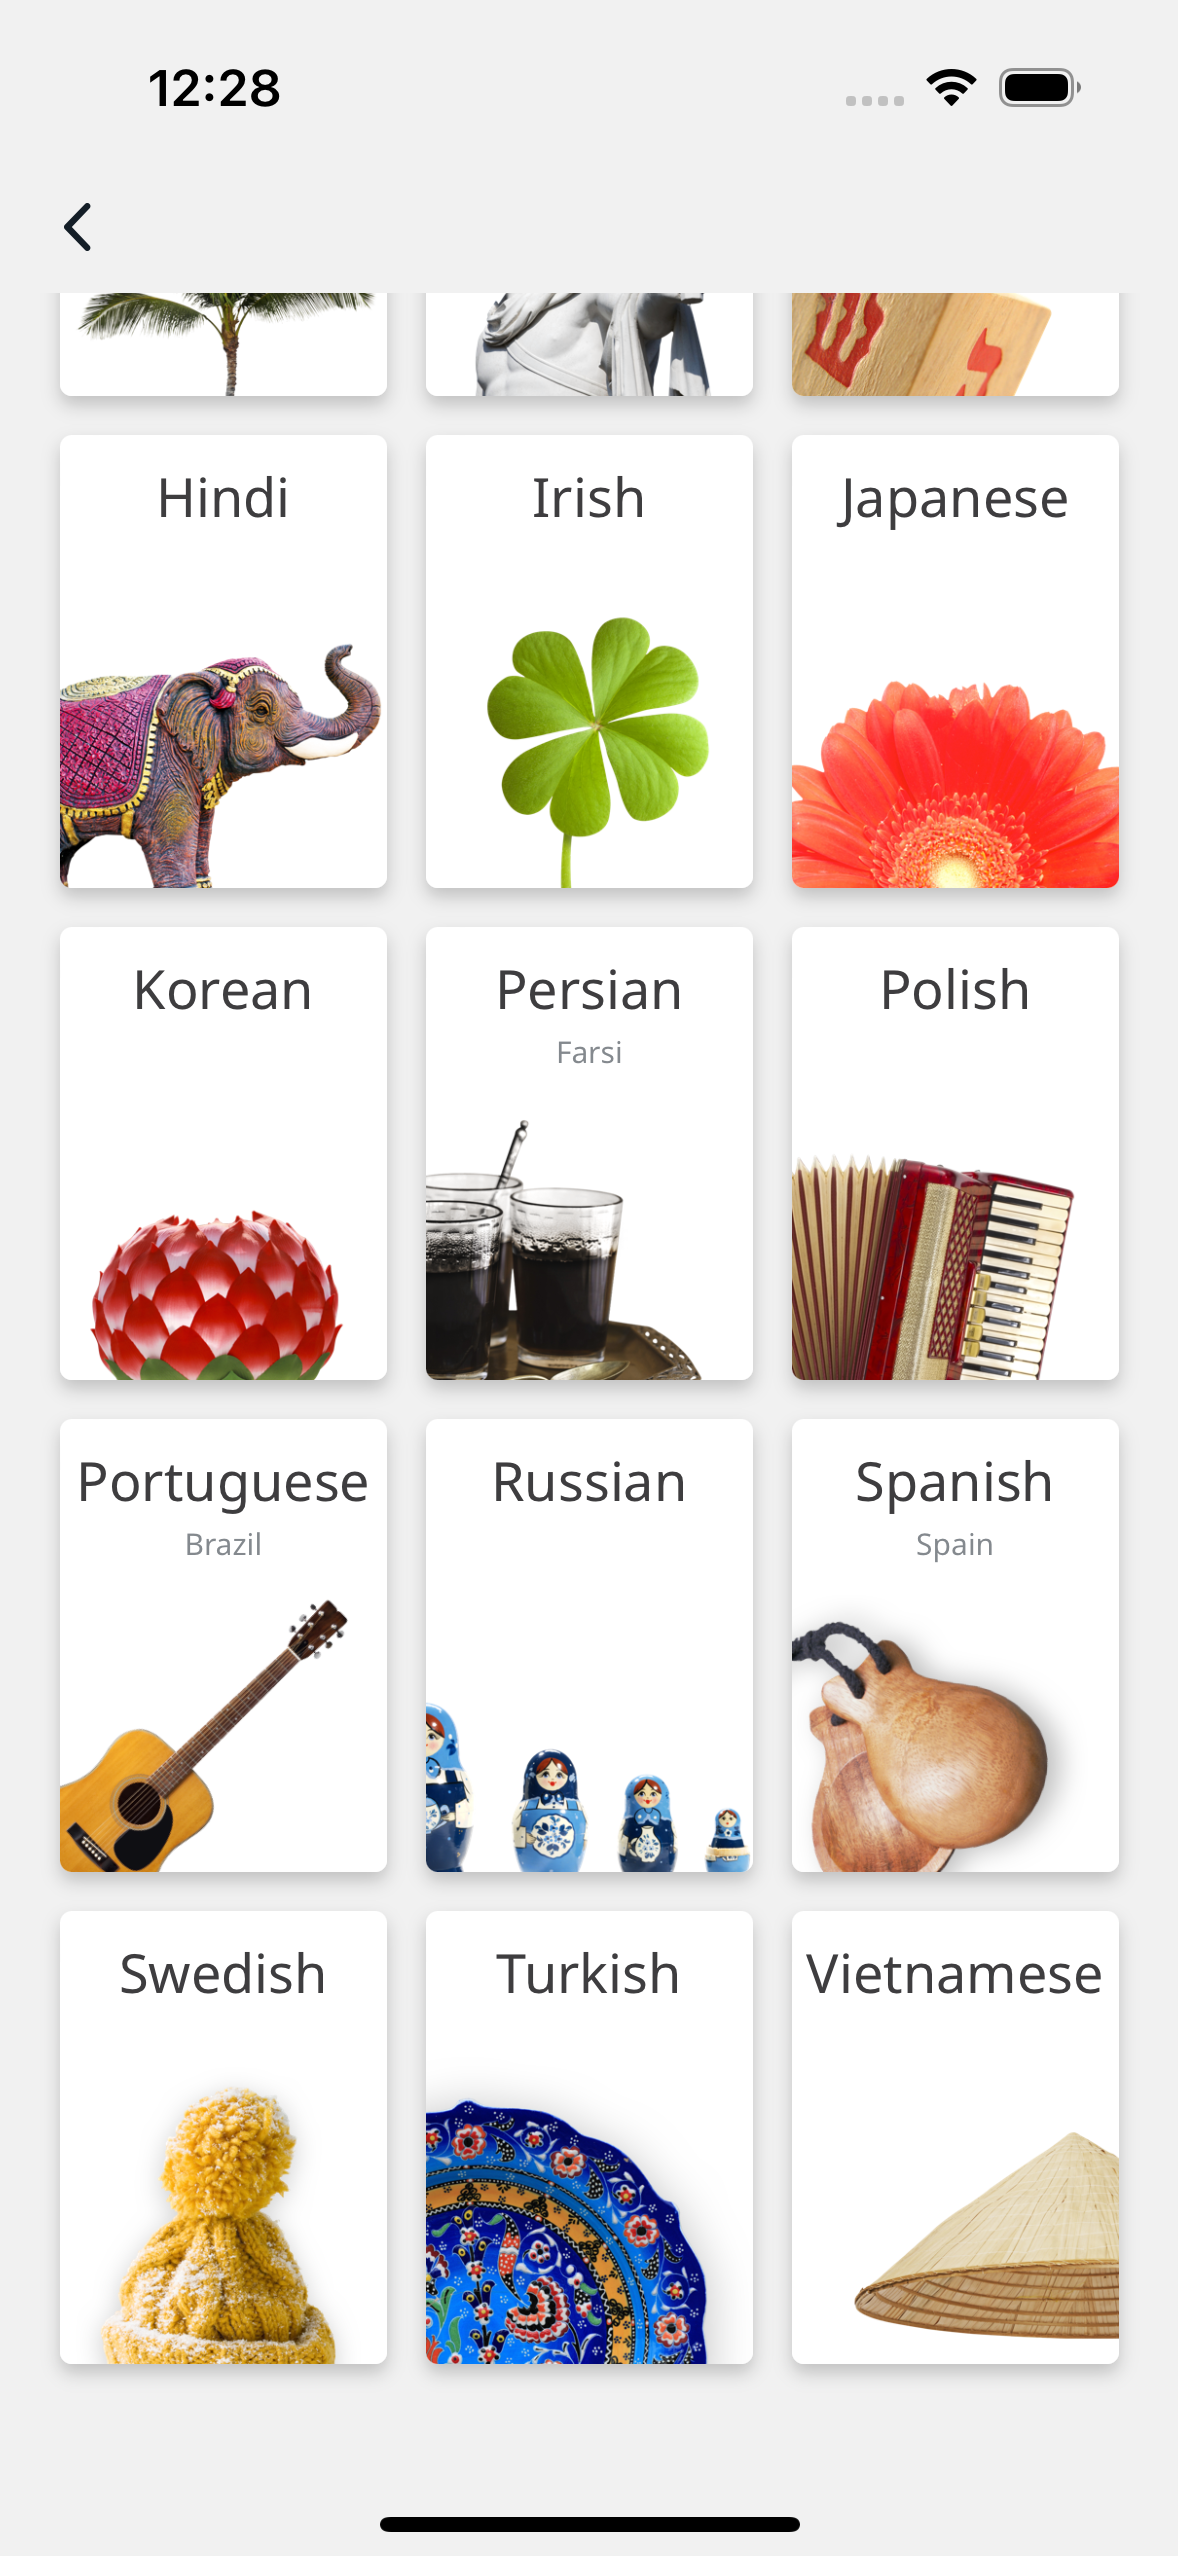 12:28
Hindi
Irish
Japanese
Korean
Persian
Farsi
Polish
Portuguese
Brazil
Russian
Spanish
Spain
Swedish
Turkish
Vietnamese